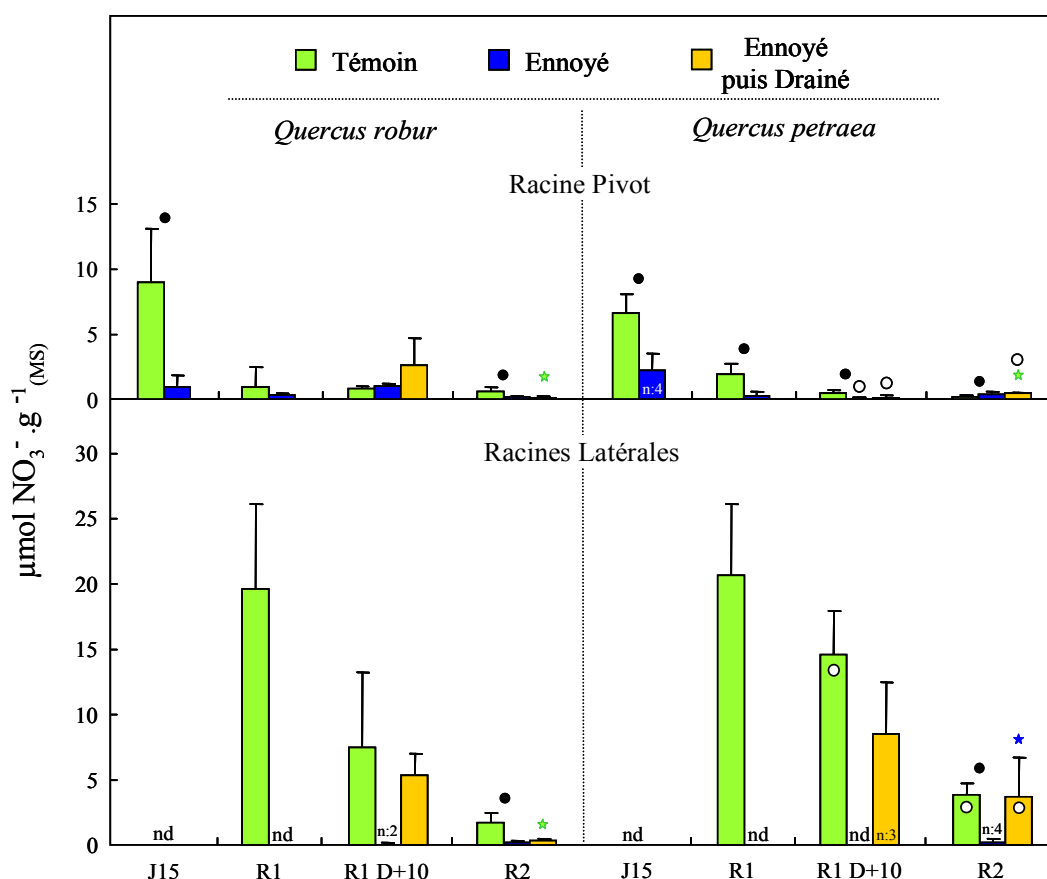 Témoin Ennoyé Ennoyé
puis Drainé
Quercus robur Quercus petraea
Racine Pivot
15
10
5
0
n:4
Racines Latérales
30
25
20
15
10
5
0
nd nd n:2 nd nd nd n:3 n:4
J15 R1 R1 D+10 R2 J15 R1 R1 D+10 R2
µmol NO₃⁻·g⁻¹(MS)